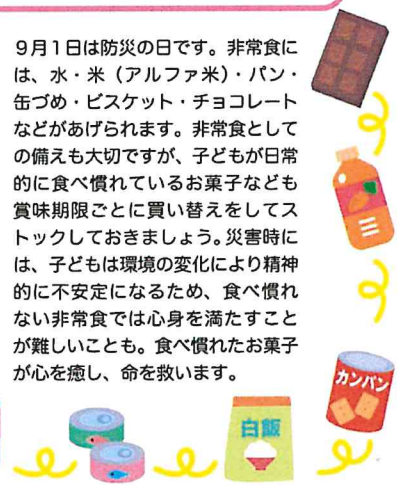 9月1日は防災の日です。非常食に
は、水・米（アルファ米）・パン・
缶づめ・ビスケット・チョコレート
などがあげられます。非常食として
の備えも大切ですが、子どもが日常
的に食べ慣れているお菓子なども
賞味期限ごとに買い替えをしてス
トックしておきましょう。災害時に
は、子どもは環境の変化により精神
的に不安定になるため、食べ慣れ
ない非常食では心身を満たすこと
が難しいことも。食べ慣れたお菓子
が心を癒し、命を救います。
カンパン
白飯